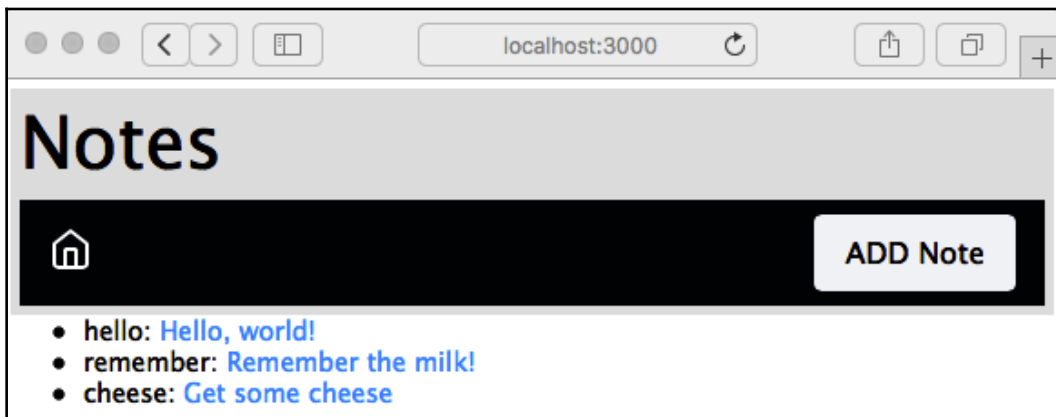 localhost:3000
Notes
ADD Note
hello: Hello, world!
remember: Remember the milk!
cheese: Get some cheese